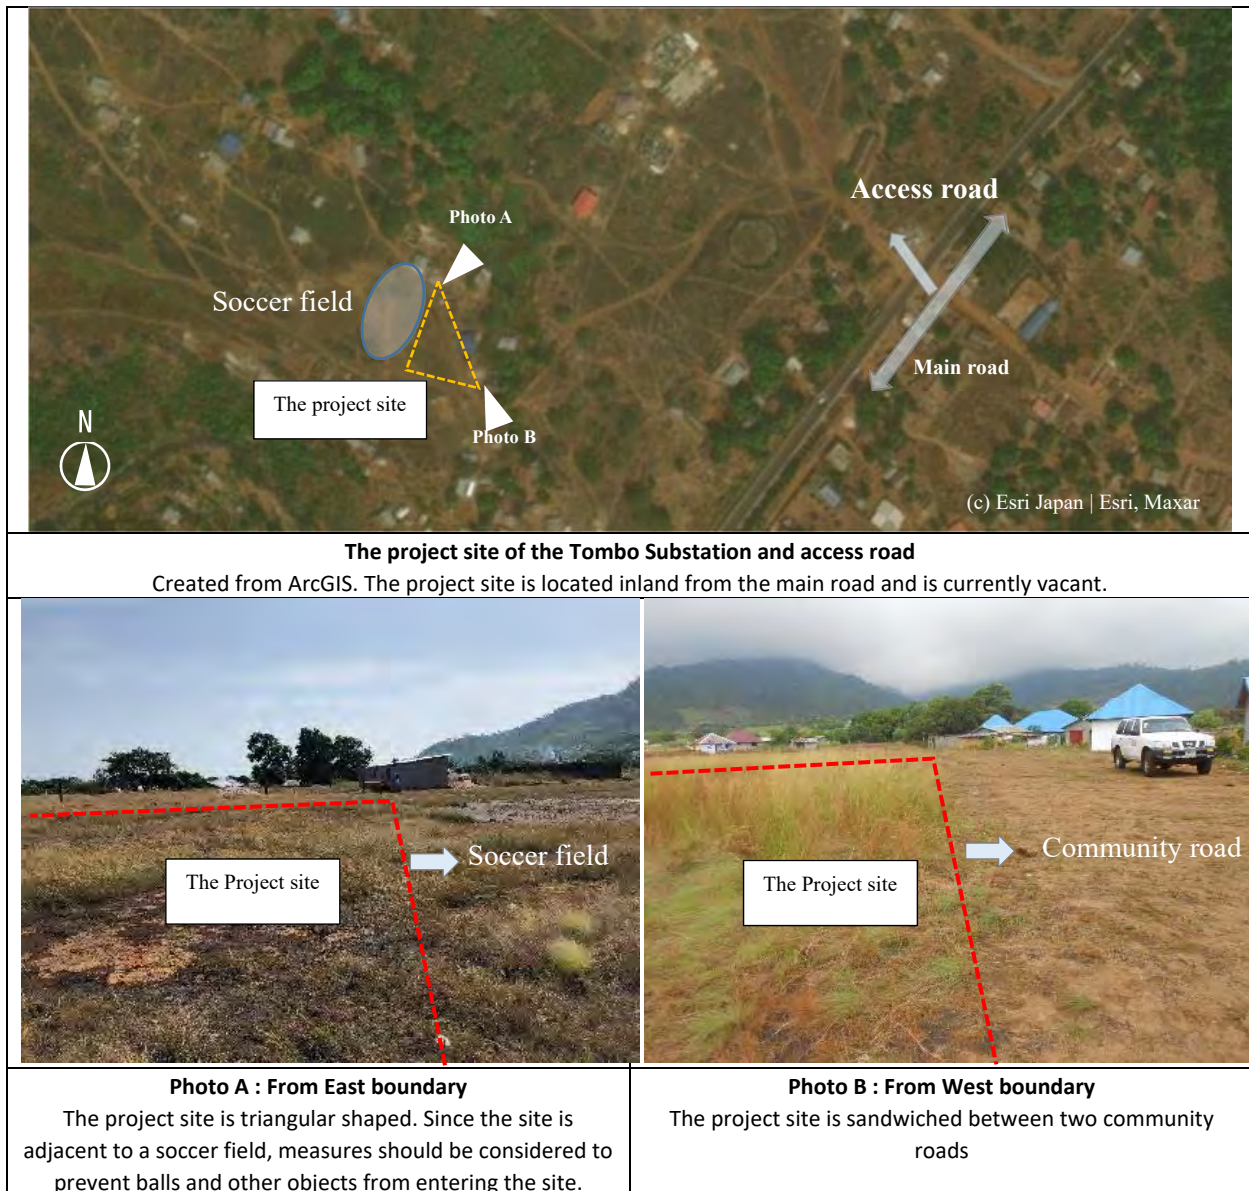 Photo A
Access road
Soccer field
Main road
The project site
Photo B
N
(c) Esri Japan | Esri, Maxar
The project site of the Tombo Substation and access road
Created from ArcGIS. The project site is located inland from the main road and is currently vacant.
The Project site
Soccer field
The Project site
Community road
Photo A : From East boundary
The project site is triangular shaped. Since the site is
adjacent to a soccer field, measures should be considered to
prevent balls and other objects from entering the site.
Photo B : From West boundary
The project site is sandwiched between two community
roads